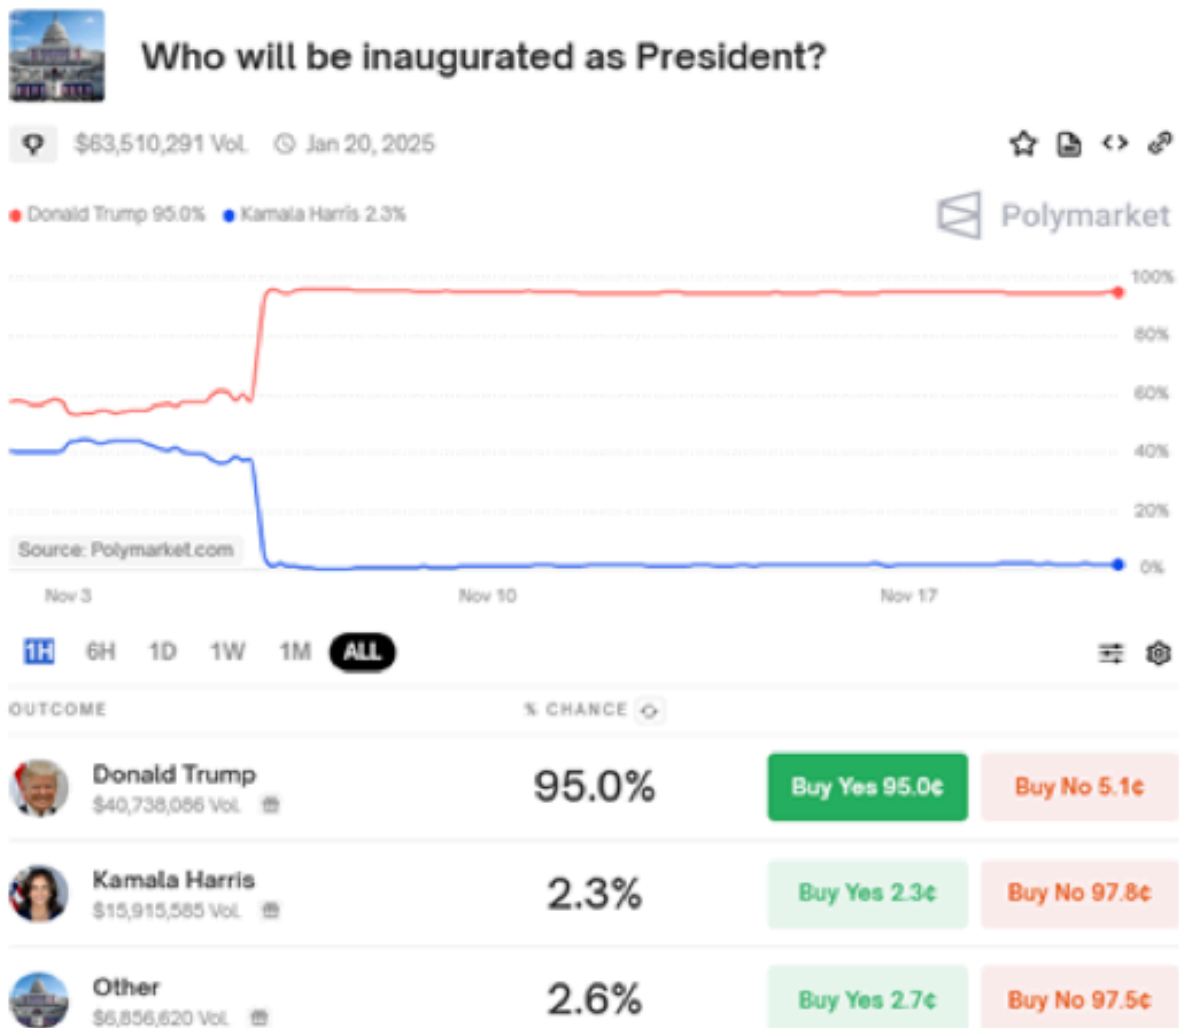 Who will be inaugurated as President?
$63,510,291 Vol. Jan 20, 2025
Donald Trump 95.0% Kamala Harris 2.3%
Polymarket
100%
80%
60%
40%
20%
0%
Source: Polymarket.com
Nov 3 Nov 10 Nov 17
1H 6H 1D 1W 1M ALL
OUTCOME % CHANCE
Donald Trump
$40,738,086 Vol.
95.0%
Buy Yes 95.0¢ Buy No 5.1¢
Kamala Harris
$15,915,585 Vol.
2.3%
Buy Yes 2.3¢ Buy No 97.8¢
Other
$6,856,620 Vol.
2.6%
Buy Yes 2.7¢ Buy No 97.5¢